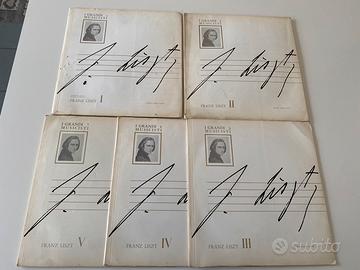 I GRANDI
MUSICISTI
F. Liszt
FRANZ LISZT I
I GRANDI
MUSICISTI
F. Liszt
FRANZ LISZT II
I GRANDI
MUSICISTI
F.
FRANZ LISZT V
I GRANDI
MUSICISTI
F.
FRANZ LISZT IV
I GRANDI
MUSICISTI
F. Liszt
FRANZ LISZT III
subito